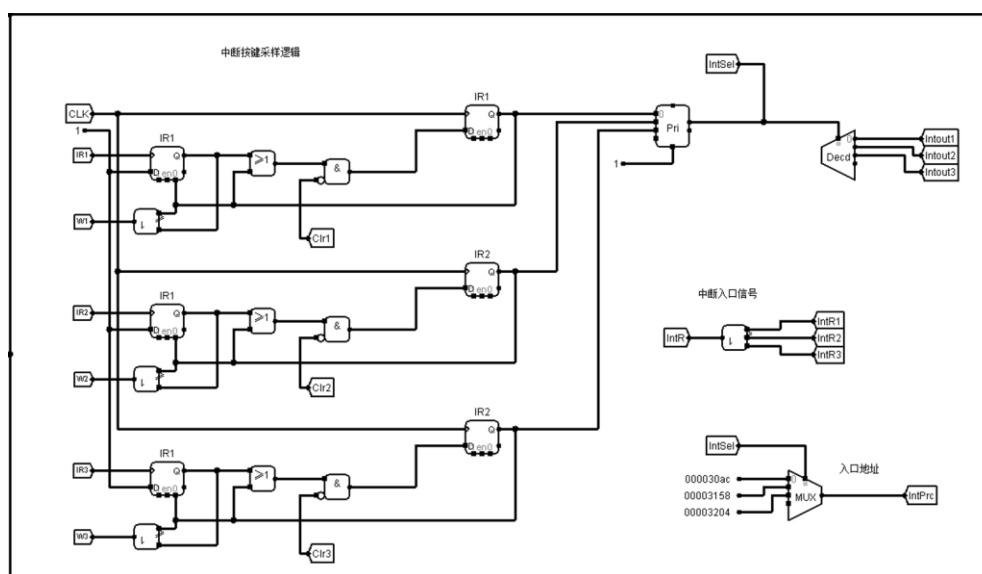 中断按键采样逻辑
IntSel
IR1
CLK
Q
D en0
0
Pri
1
1
0
Decd
Intout1
Intout2
Intout3
IR1
IR1
Q
D en0
≥1
&
W1
Clr1
IR2
Q
D en0
中断入口信号
IR1
IR2
Q
D en0
≥1
&
IntR
IntR1
IntR2
IntR3
W2
Clr2
IR2
Q
D en0
IntSel
入口地址
IR1
IR3
Q
D en0
≥1
&
000030ac
00003158
00003204
0
MUX
IntPrc
W3
Clr3